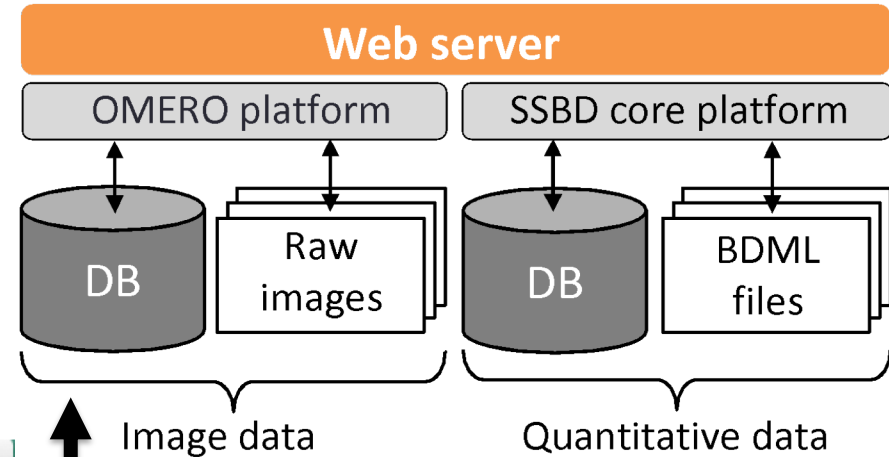 Web server
OMERO platform
SSBD core platform
DB
Raw
images
DB
BDML
files
Image data
Quantitative data